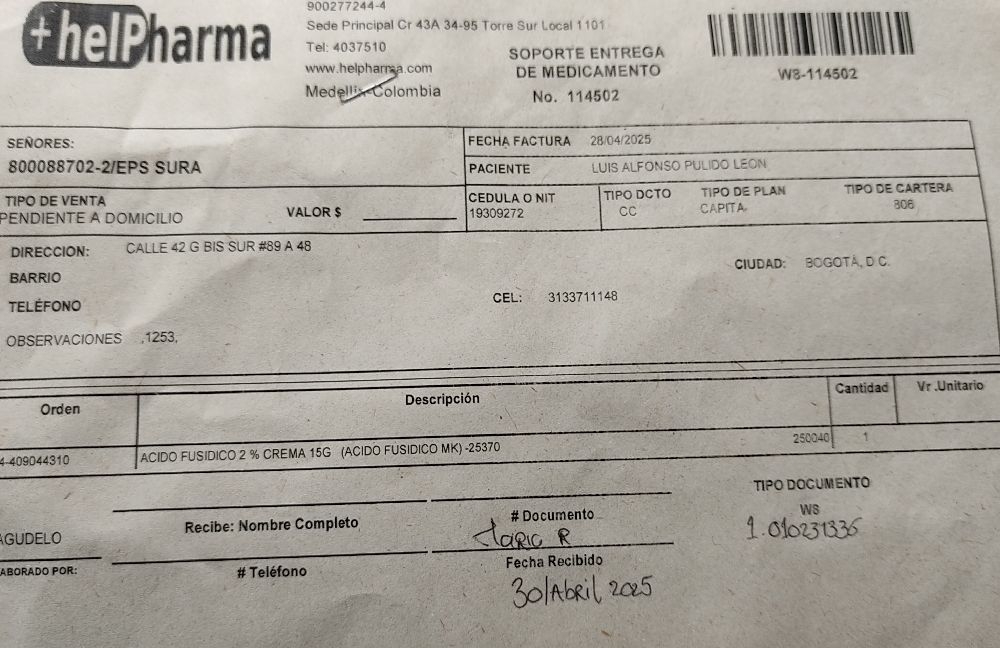 +helPharma
900277244-4
Sede Principal Cr 43A 34-95 Torre Sur Local 1101
Tel: 4037510
www.helpharma.com
Medellín-Colombia
SOPORTE ENTREGA
DE MEDICAMENTO
No. 114502
WS-114502
SEÑORES:
800088702-2/EPS SURA
FECHA FACTURA 28/04/2025
PACIENTE LUIS ALFONSO PULIDO LEON
TIPO DE VENTA
PENDIENTE A DOMICILIO
VALOR $
CEDULA O NIT
19309272
TIPO DCTO
CC
TIPO DE PLAN
CAPITA.
TIPO DE CARTERA
806
DIRECCION: CALLE 42 G BIS SUR #89 A 48
BARRIO
CIUDAD: BOGOTÁ, D.C.
TELÉFONO
CEL: 3133711148
OBSERVACIONES ,1253,
Orden Descripción Cantidad Vr .Unitario
4-409044310 ACIDO FUSIDICO 2 % CREMA 15G (ACIDO FUSIDICO MK) -25370 250040 1
TIPO DOCUMENTO
WS
1.010231336
AGUDELO
Recibe: Nombre Completo
# Documento
R
ABORADO POR:
# Teléfono
Fecha Recibido
30/Abril 2025